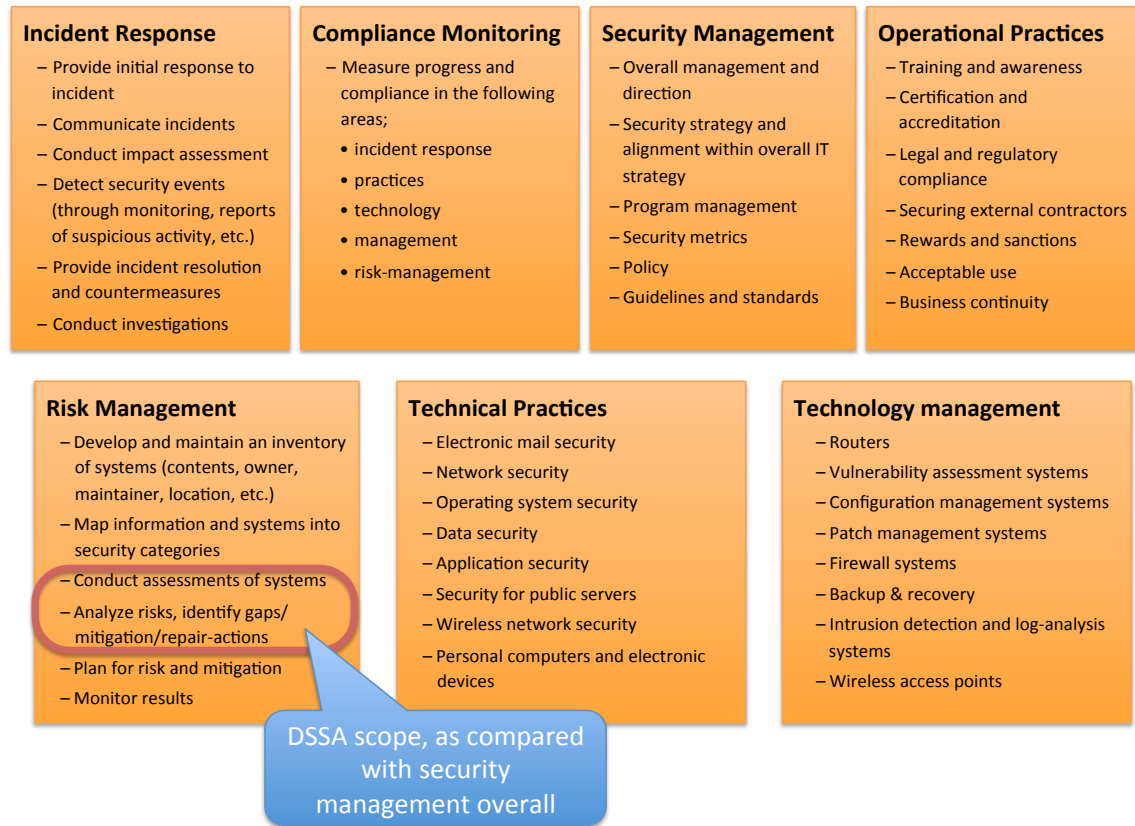 Incident Response
– Provide initial response to
incident
– Communicate incidents
– Conduct impact assessment
– Detect security events
(through monitoring, reports
of suspicious activity, etc.)
– Provide incident resolution
and countermeasures
– Conduct investigations
Compliance Monitoring
– Measure progress and
compliance in the following
areas;
• incident response
• practices
• technology
• management
• risk-management
Security Management
– Overall management and
direction
– Security strategy and
alignment within overall IT
strategy
– Program management
– Security metrics
– Policy
– Guidelines and standards
Operational Practices
– Training and awareness
– Certification and
accreditation
– Legal and regulatory
compliance
– Securing external contractors
– Rewards and sanctions
– Acceptable use
– Business continuity
Risk Management
– Develop and maintain an inventory
of systems (contents, owner,
maintainer, location, etc.)
– Map information and systems into
security categories
– Conduct assessments of systems
– Analyze risks, identify gaps/
mitigation/repair-actions
– Plan for risk and mitigation
– Monitor results
Technical Practices
– Electronic mail security
– Network security
– Operating system security
– Data security
– Application security
– Security for public servers
– Wireless network security
– Personal computers and electronic
devices
Technology management
– Routers
– Vulnerability assessment systems
– Configuration management systems
– Patch management systems
– Firewall systems
– Backup & recovery
– Intrusion detection and log-analysis
systems
– Wireless access points
DSSA scope, as compared
with security
management overall